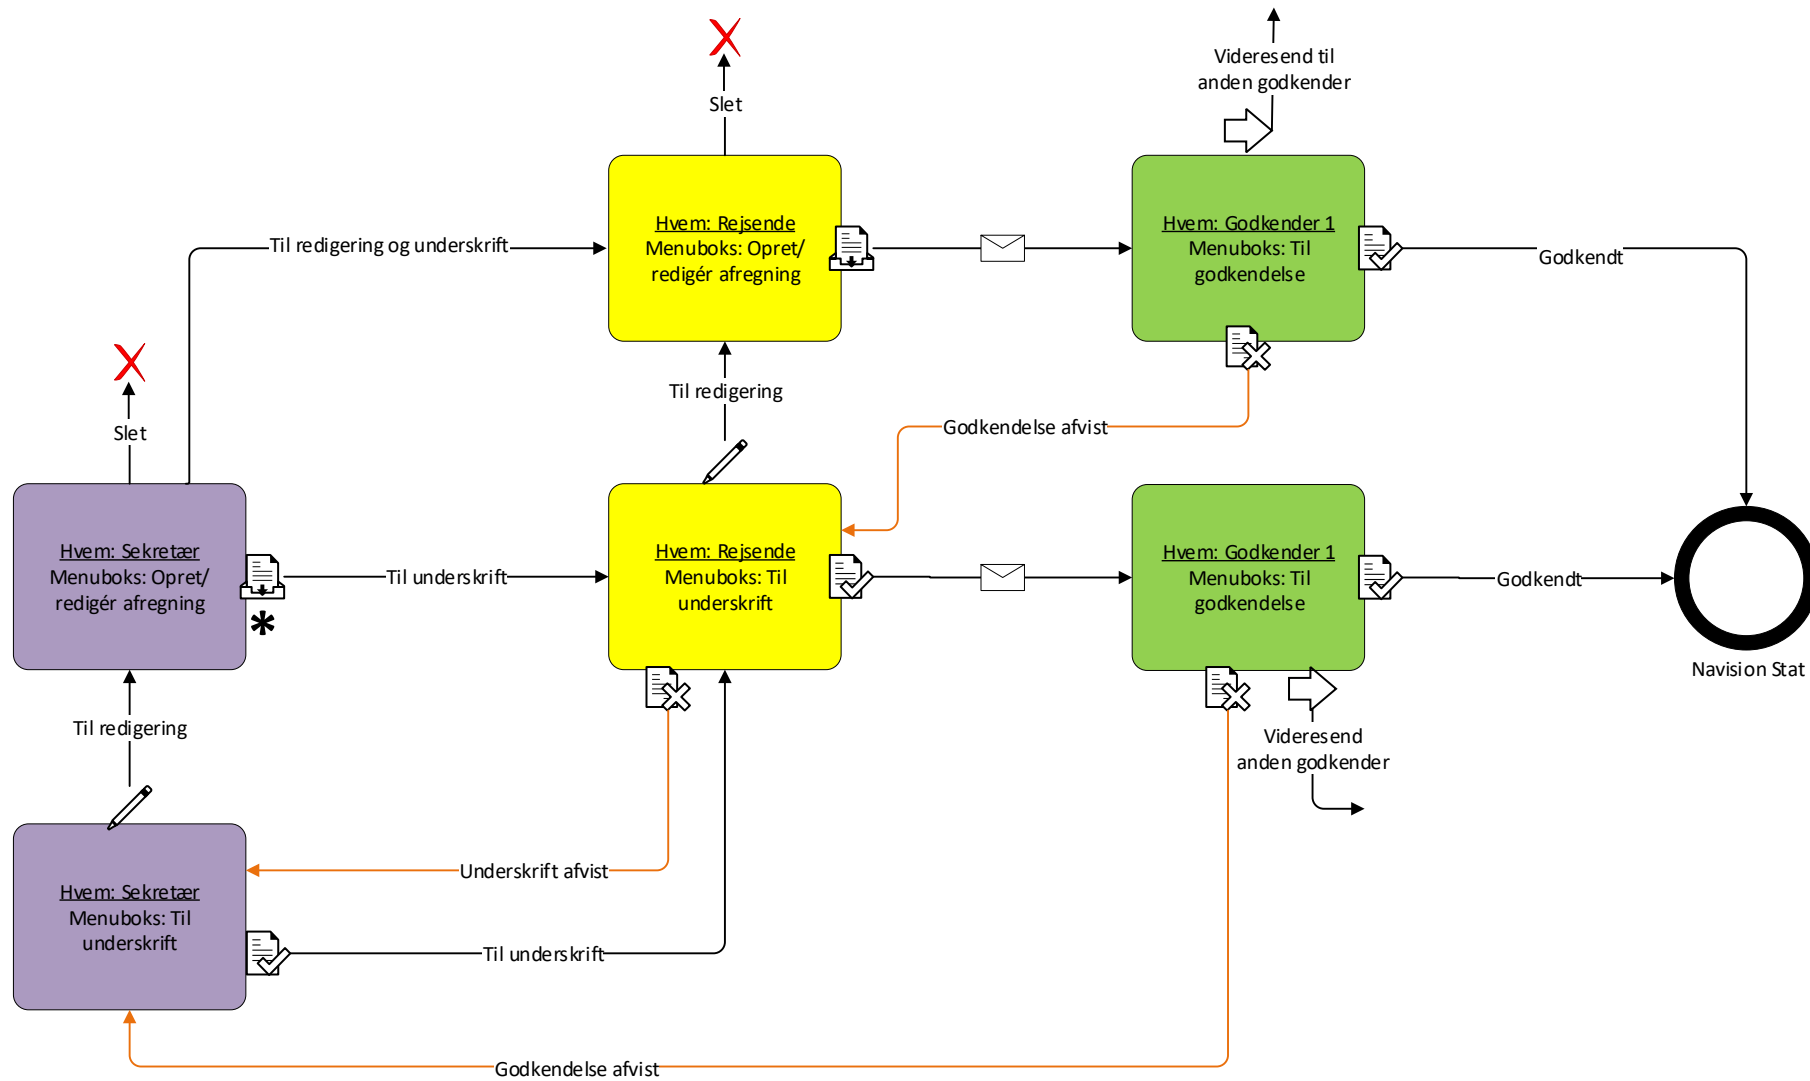 Videresend til
anden godkender
Slet
Hvem: Rejsende
Menuboks: Opret/
redigér afregning
Hvem: Godkender 1
Menuboks: Til
godkendelse
Til redigering og underskrift
Godkendt
Til redigering
Godkendelse afvist
Slet
Hvem: Sekretær
Menuboks: Opret/
redigér afregning
*
Til underskrift
Hvem: Rejsende
Menuboks: Til
underskrift
Hvem: Godkender 1
Menuboks: Til
godkendelse
Godkendt
Navision Stat
Til redigering
Videresend
anden godkender
Underskrift afvist
Hvem: Sekretær
Menuboks: Til
underskrift
Til underskrift
Godkendelse afvist